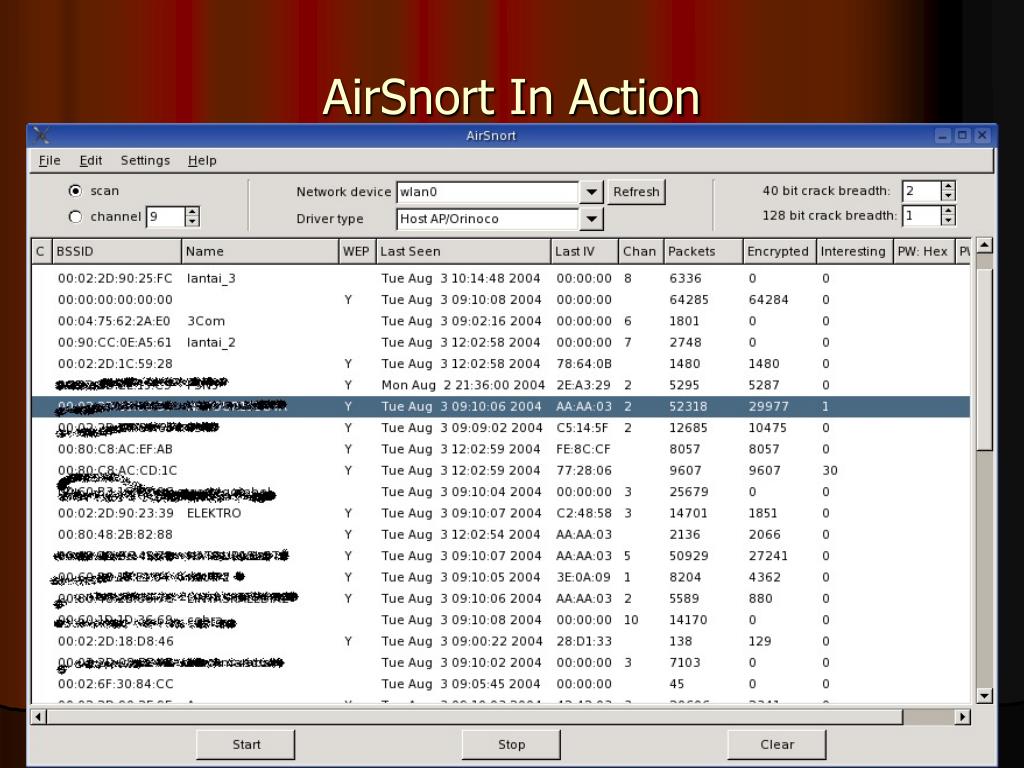 AirSnort In Action
AirSnort
File Edit Settings Help
scan Network device wlan0 Refresh 40 bit crack breadth: 2
channel 9 Driver type Host AP/Orinoco 128 bit crack breadth: 1
C BSSID Name WEP Last Seen Last IV Chan Packets Encrypted Interesting PW: Hex
00:02:2D:90:25:FC lantai_3 Tue Aug 3 10:14:48 2004 00:00:00 8 6336 0 0
00:00:00:00:00:00 Y Tue Aug 3 09:10:08 2004 00:00:00 64285 64284 0
00:04:75:62:2A:E0 3Com Tue Aug 3 09:02:16 2004 00:00:00 6 1801 0 0
00:90:CC:0E:A5:61 lantai_2 Tue Aug 3 12:02:58 2004 00:00:00 7 2748 0 0
00:02:2D:1C:59:28 Y Tue Aug 3 12:02:58 2004 78:64:0B 1480 1480 0
Y Mon Aug 2 21:36:00 2004 2E:A3:29 2 5295 5287 0
Y Tue Aug 3 09:10:06 2004 AA:AA:03 2 52318 29977 1
Y Tue Aug 3 09:09:02 2004 C5:14:5F 2 12685 10475 0
00:80:C8:AC:EF:AB Y Tue Aug 3 12:02:59 2004 FE:8C:CF 8057 8057 0
00:80:C8:AC:CD:1C Y Tue Aug 3 12:02:59 2004 77:28:06 9607 9607 30
Tue Aug 3 09:10:04 2004 00:00:00 3 25679 0 0
00:02:2D:90:23:39 ELEKTRO Y Tue Aug 3 09:10:07 2004 C2:48:58 3 14701 1851 0
00:80:48:2B:82:88 Y Tue Aug 3 12:02:54 2004 AA:AA:03 2136 2066 0
Y Tue Aug 3 09:10:07 2004 AA:AA:03 5 50929 27241 0
Y Tue Aug 3 09:10:05 2004 3E:0A:09 1 8204 4362 0
Y Tue Aug 3 09:10:06 2004 AA:AA:03 2 5589 880 0
Tue Aug 3 09:10:08 2004 00:00:00 10 14170 0 0
00:02:2D:18:D8:46 Y Tue Aug 3 09:00:22 2004 28:D1:33 138 129 0
Tue Aug 3 09:10:02 2004 00:00:00 3 7103 0 0
00:02:6F:30:84:CC Tue Aug 3 09:05:45 2004 00:00:00 45 0 0
Start Stop Clear